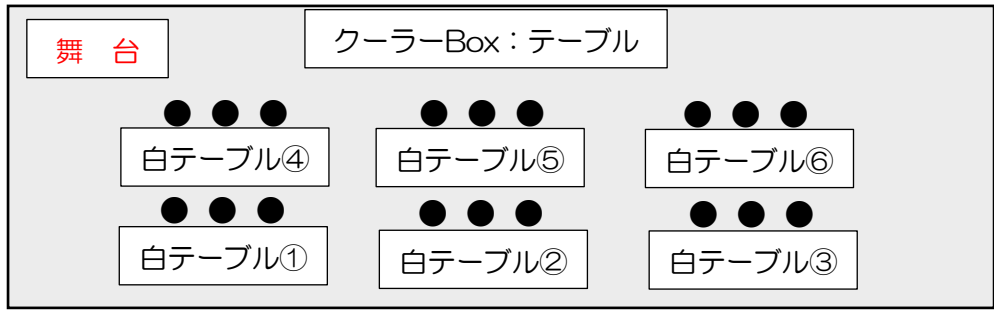 舞　台
クーラーBox：テーブル
白テーブル④
白テーブル⑤
白テーブル⑥
白テーブル①
白テーブル②
白テーブル③